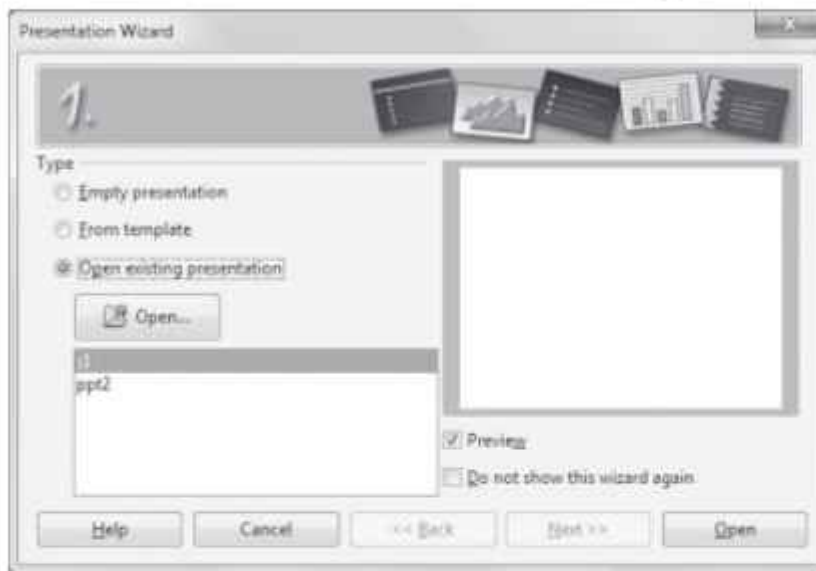 Presentation Wizard
1.
Type
Empty presentation
From template
Open existing presentation
Open...
ppt2
Preview
Do not show this wizard again
Help
Cancel
<< Back
Next >>
Open